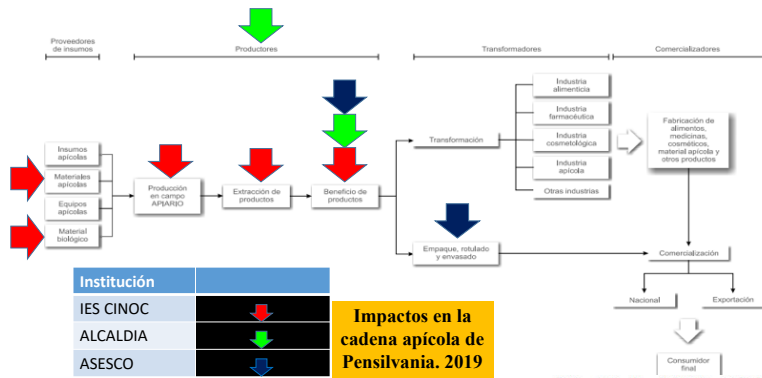 Proveedores
de insumos
Productores
Transformadores
Comercializadores
Insumos
apícolas
Materiales
apícolas
Equipos
apícolas
Material
biológico
Producción
en campo
APIARIO
Extracción de
productos
Beneficio de
productos
Transformación
Industria
alimenticia
Industria
farmacéutica
Industria
cosmetológica
Industria
apícola
Otras industrias
Fabricación de
alimentos,
medicinas,
cosméticos,
material apícola y
otros productos
Empaque, rotulado
y envasado
Comercialización
Nacional
Exportación
Consumidor
final
Institución
IES CINOC
ALCALDIA
ASESCO
Impactos en la
cadena apícola de
Pensilvania. 2019